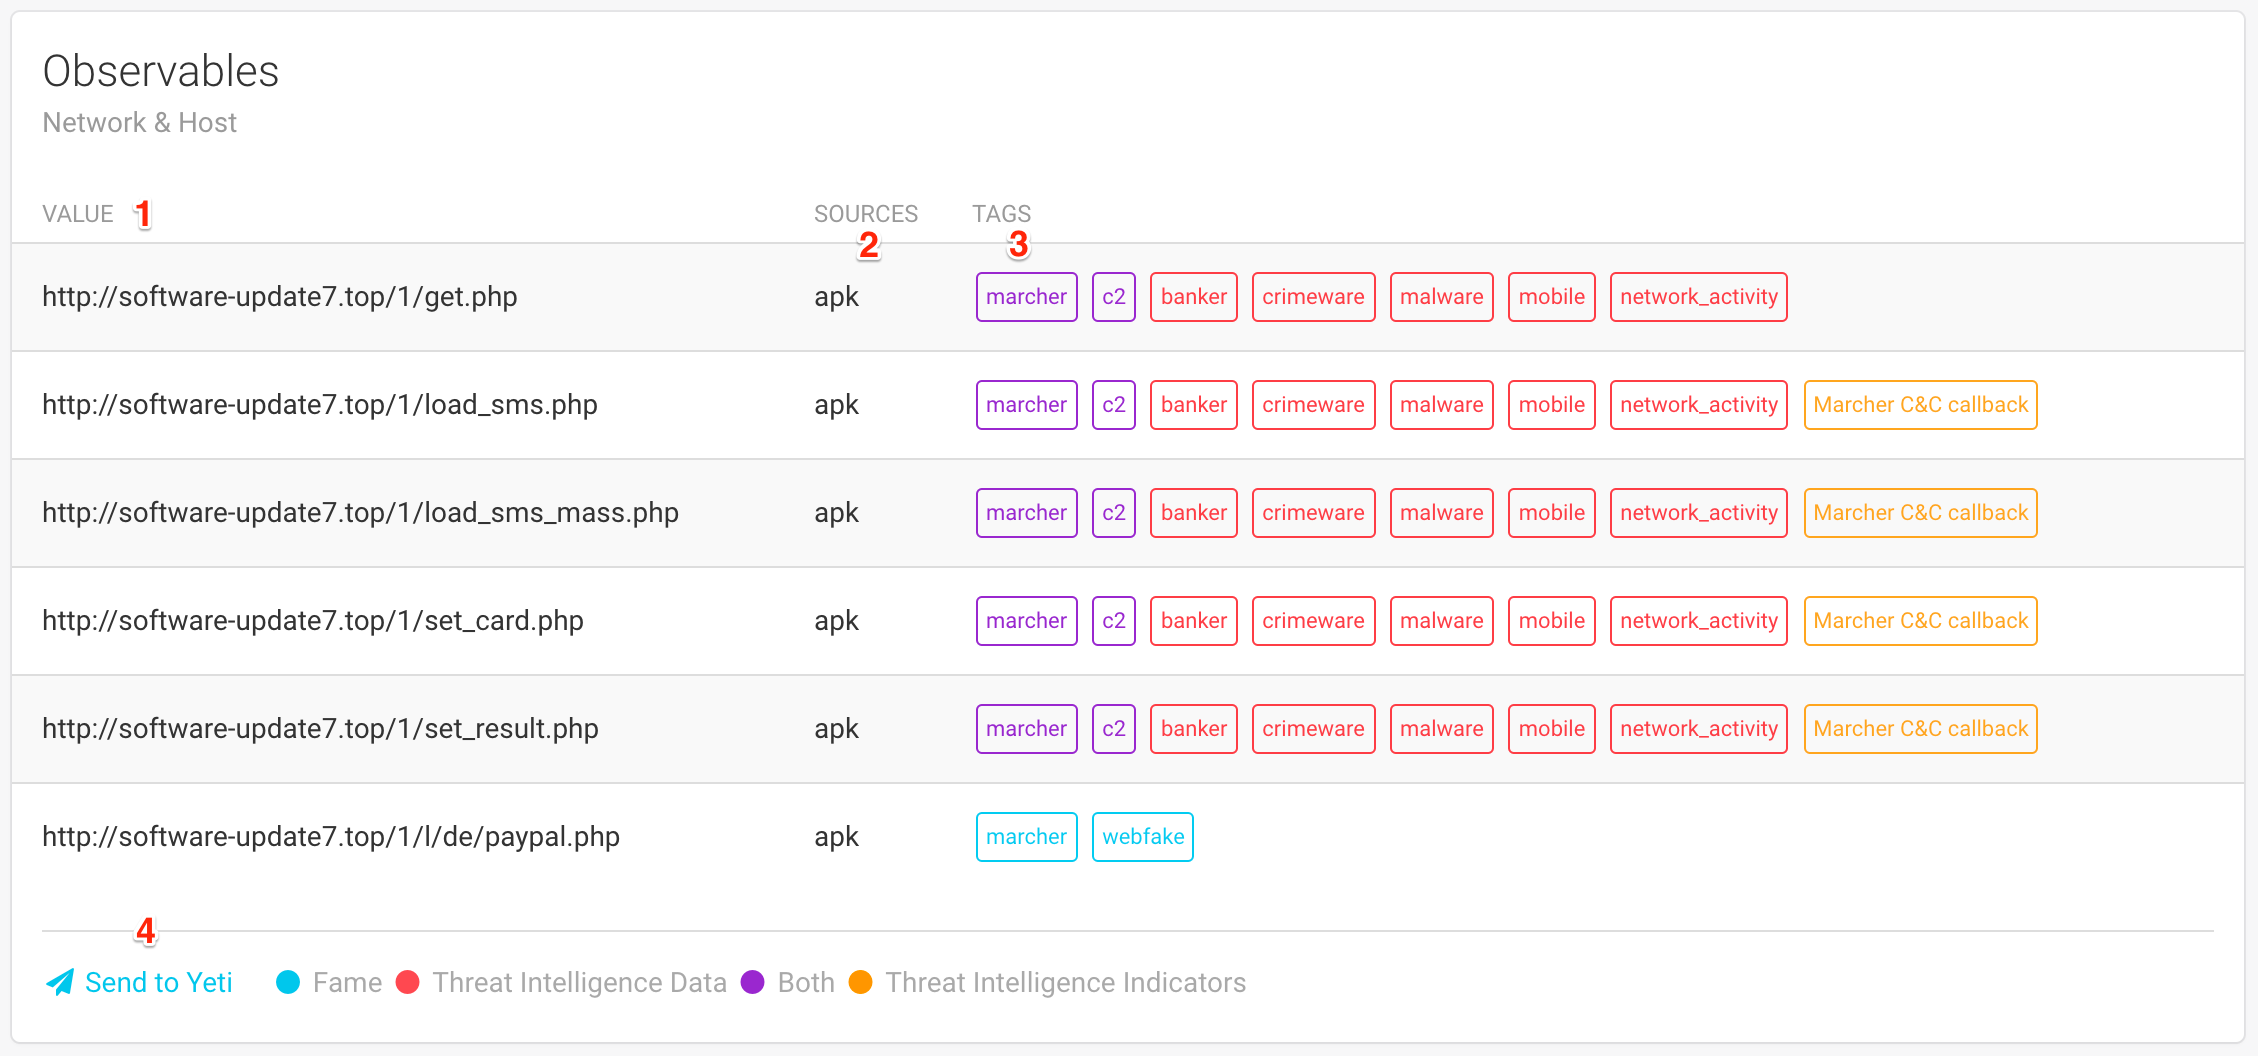 Observables
Network & Host
VALUE 1 SOURCES TAGS
2 3
http://software-update7.top/1/get.php apk marcher c2 banker crimeware malware mobile network_activity
http://software-update7.top/1/load_sms.php apk marcher c2 banker crimeware malware mobile network_activity Marcher C&C callback
http://software-update7.top/1/load_sms_mass.php apk marcher c2 banker crimeware malware mobile network_activity Marcher C&C callback
http://software-update7.top/1/set_card.php apk marcher c2 banker crimeware malware mobile network_activity Marcher C&C callback
http://software-update7.top/1/set_result.php apk marcher c2 banker crimeware malware mobile network_activity Marcher C&C callback
http://software-update7.top/1/l/de/paypal.php apk marcher webfake
4
Send to Yeti Fame Threat Intelligence Data Both Threat Intelligence Indicators